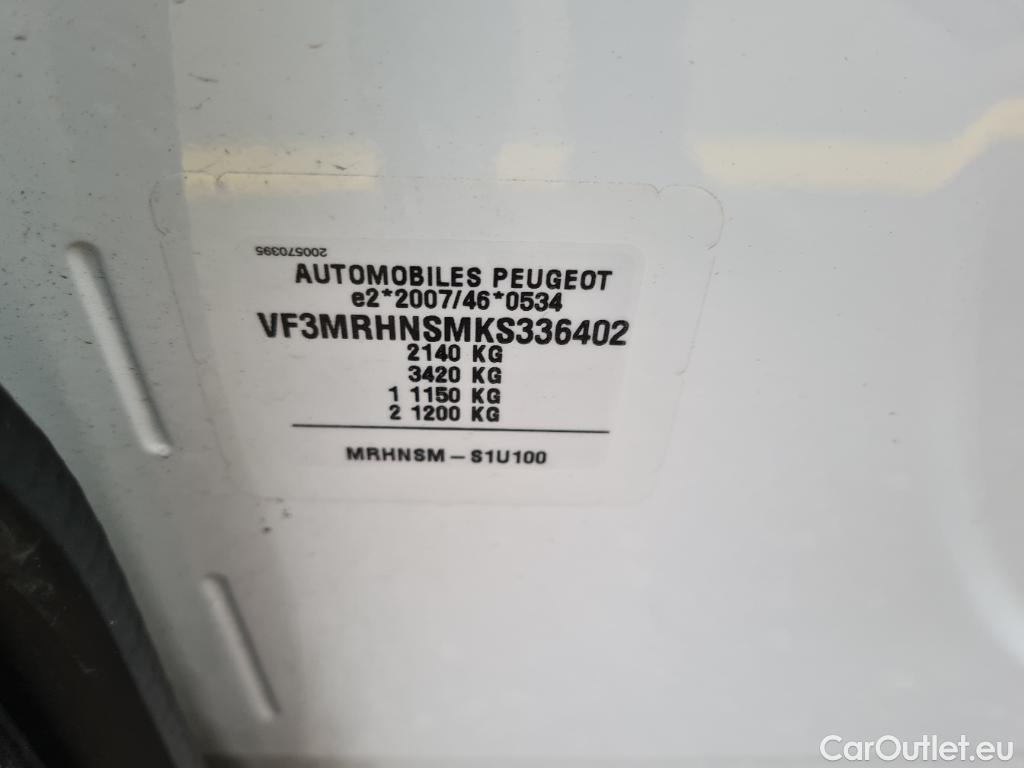 200570395
AUTOMOBILES PEUGEOT
e2*2007/46*0534
VF3MRHNSMKS336402
2140 KG
3420 KG
1 1150 KG
2 1200 KG
MRHNSM - S1U100
CarOutlet.eu